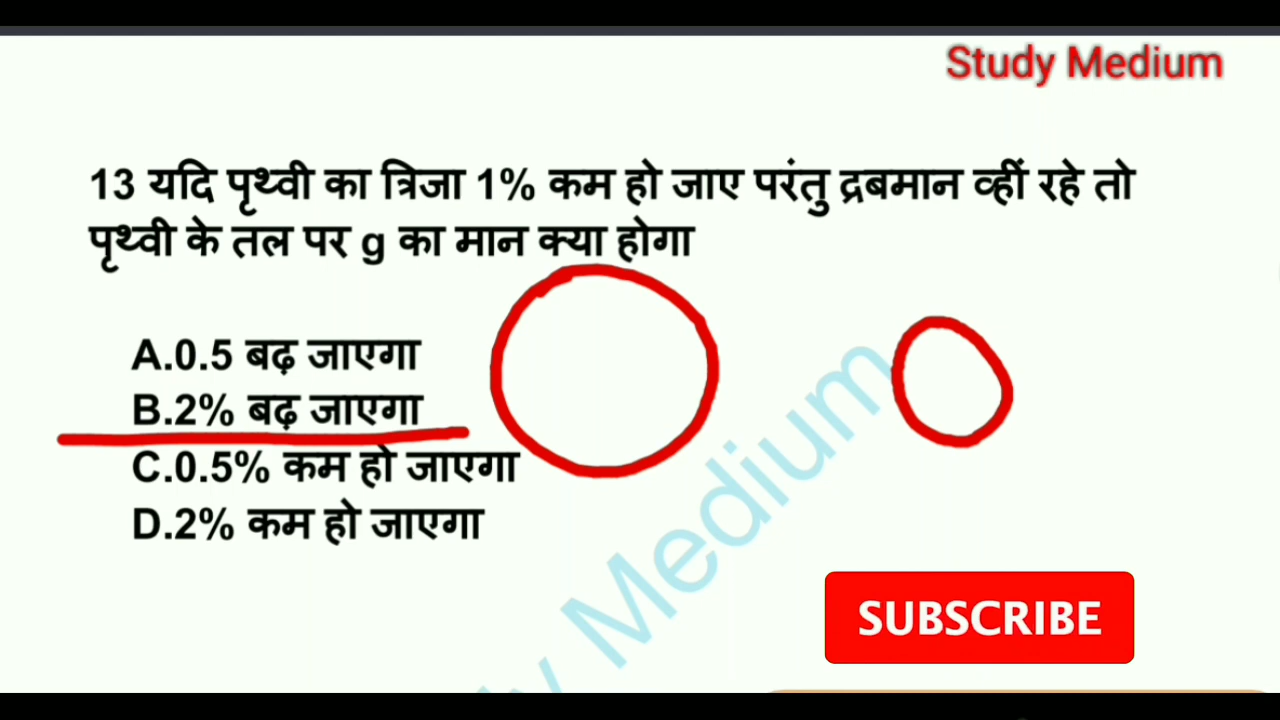 Study Medium
13 यदि पृथ्वी का त्रिजा 1% कम हो जाए परंतु द्रबमान व्हीं रहे तो
पृथ्वी के तल पर g का मान क्या होगा
A.0.5 बढ़ जाएगा
B.2% बढ़ जाएगा
C.0.5% कम हो जाएगा
D.2% कम हो जाएगा
Medium
SUBSCRIBE